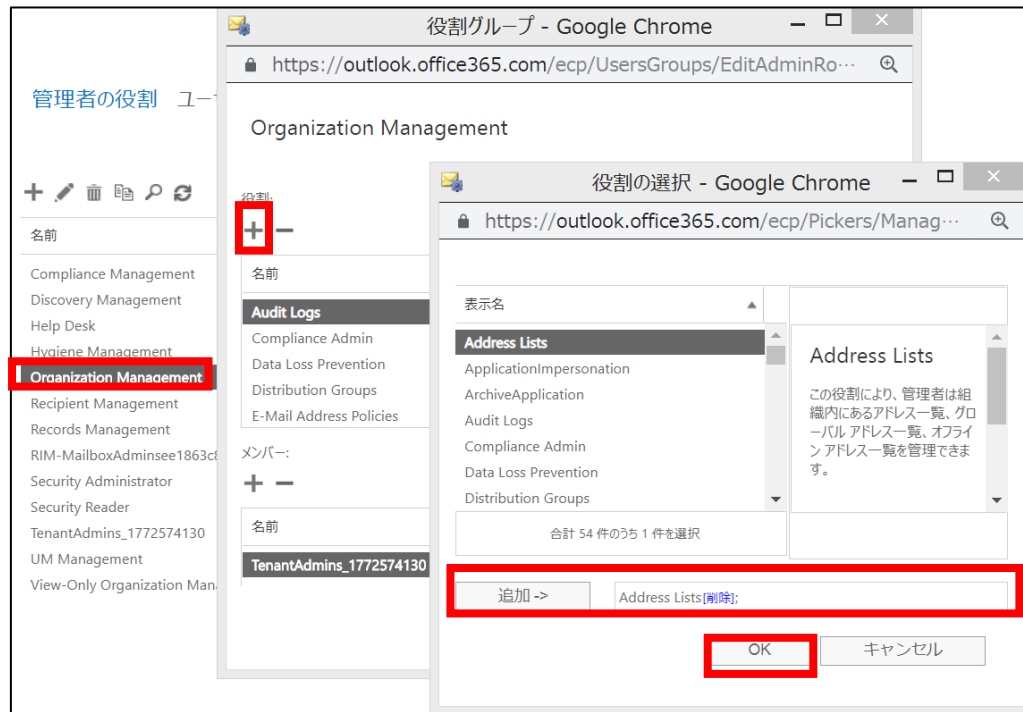 役割グループ - Google Chrome
https://outlook.office365.com/ecp/UsersGroups/EditAdminRo…
管理者の役割 ユー
Organization Management
名前
Compliance Management
Discovery Management
Help Desk
Hygiene Management
Organization Management
Recipient Management
Records Management
RIM-MailboxAdminsee1863c8
Security Administrator
Security Reader
TenantAdmins_1772574130
UM Management
View-Only Organization Man
役割:
名前
Audit Logs
Compliance Admin
Data Loss Prevention
Distribution Groups
E-Mail Address Policies
メンバー:
名前
TenantAdmins_1772574130
役割の選択 - Google Chrome
https://outlook.office365.com/ecp/Pickers/Manag…
表示名
Address Lists
ApplicationImpersonation
ArchiveApplication
Audit Logs
Compliance Admin
Data Loss Prevention
Distribution Groups
合計 54 件のうち 1 件を選択
Address Lists
この役割により、管理者は組
織内にあるアドレス一覧、グロ
ーバル アドレス一覧、オフライ
ン アドレス一覧を管理できま
す。
追加 ->
Address Lists[削除];
OK
キャンセル